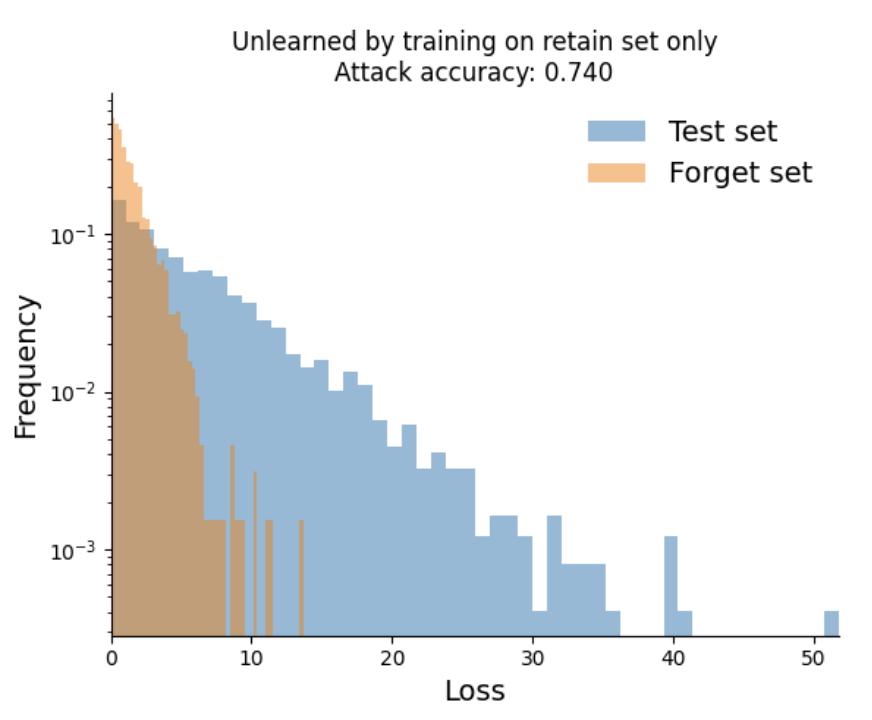 Unlearned by training on retain set only
Attack accuracy: 0.740
Test set
Forget set
Frequency
10⁻¹
10⁻²
10⁻³
0 10 20 30 40 50
Loss